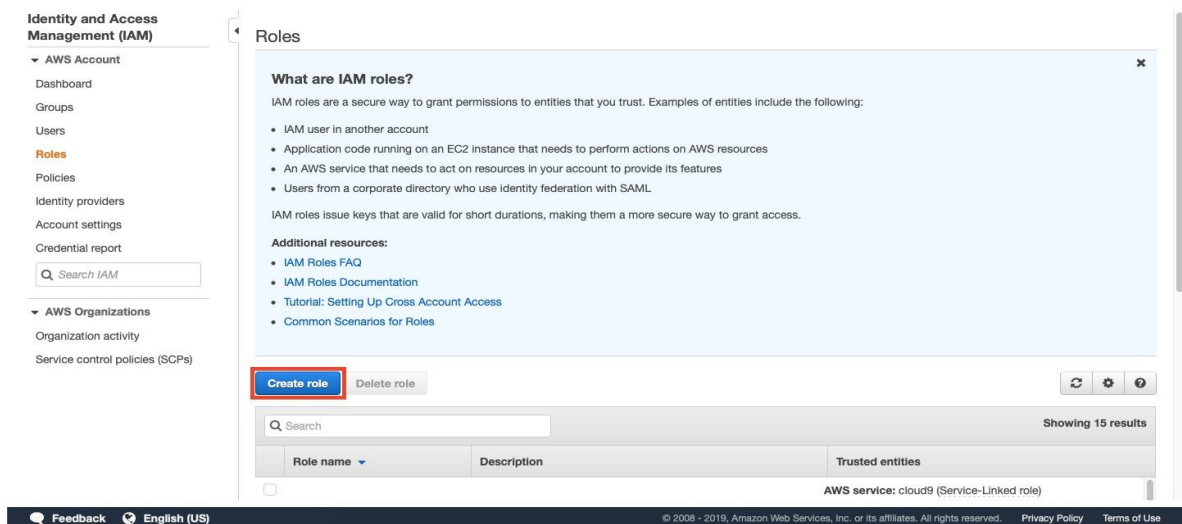 Identity and Access
Management (IAM)
AWS Account
Dashboard
Groups
Users
Roles
Policies
Identity providers
Account settings
Credential report
Search IAM
AWS Organizations
Organization activity
Service control policies (SCPs)
Roles
What are IAM roles?
IAM roles are a secure way to grant permissions to entities that you trust. Examples of entities include the following:
• IAM user in another account
• Application code running on an EC2 instance that needs to perform actions on AWS resources
• An AWS service that needs to act on resources in your account to provide its features
• Users from a corporate directory who use identity federation with SAML
IAM roles issue keys that are valid for short durations, making them a more secure way to grant access.
Additional resources:
• IAM Roles FAQ
• IAM Roles Documentation
• Tutorial: Setting Up Cross Account Access
• Common Scenarios for Roles
Create role Delete role
Search Showing 15 results
Role name Description Trusted entities
AWS service: cloud9 (Service-Linked role)
Feedback English (US) © 2008 - 2019, Amazon Web Services, Inc. or its affiliates. All rights reserved. Privacy Policy Terms of Use